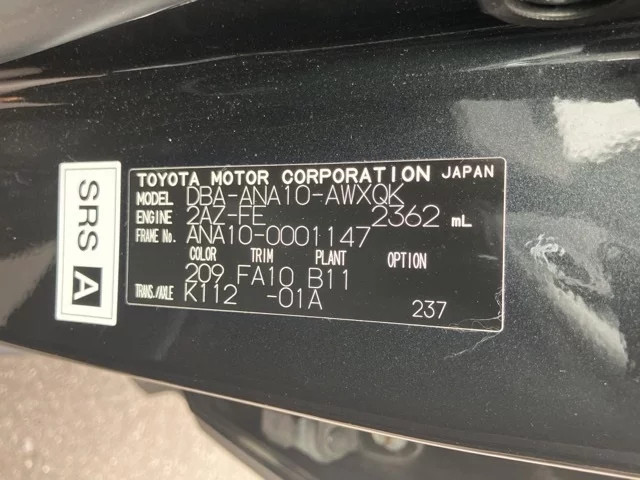 SRS A
TOYOTA MOTOR CORPORATION JAPAN
MODEL DBA-ANA10-AWXQK
ENGINE 2AZ-FE 2362 mL
FRAME No. ANA10-0001147
COLOR TRIM PLANT OPTION
209 FA10 B11
TRANS./AXLE K112 -01A 237